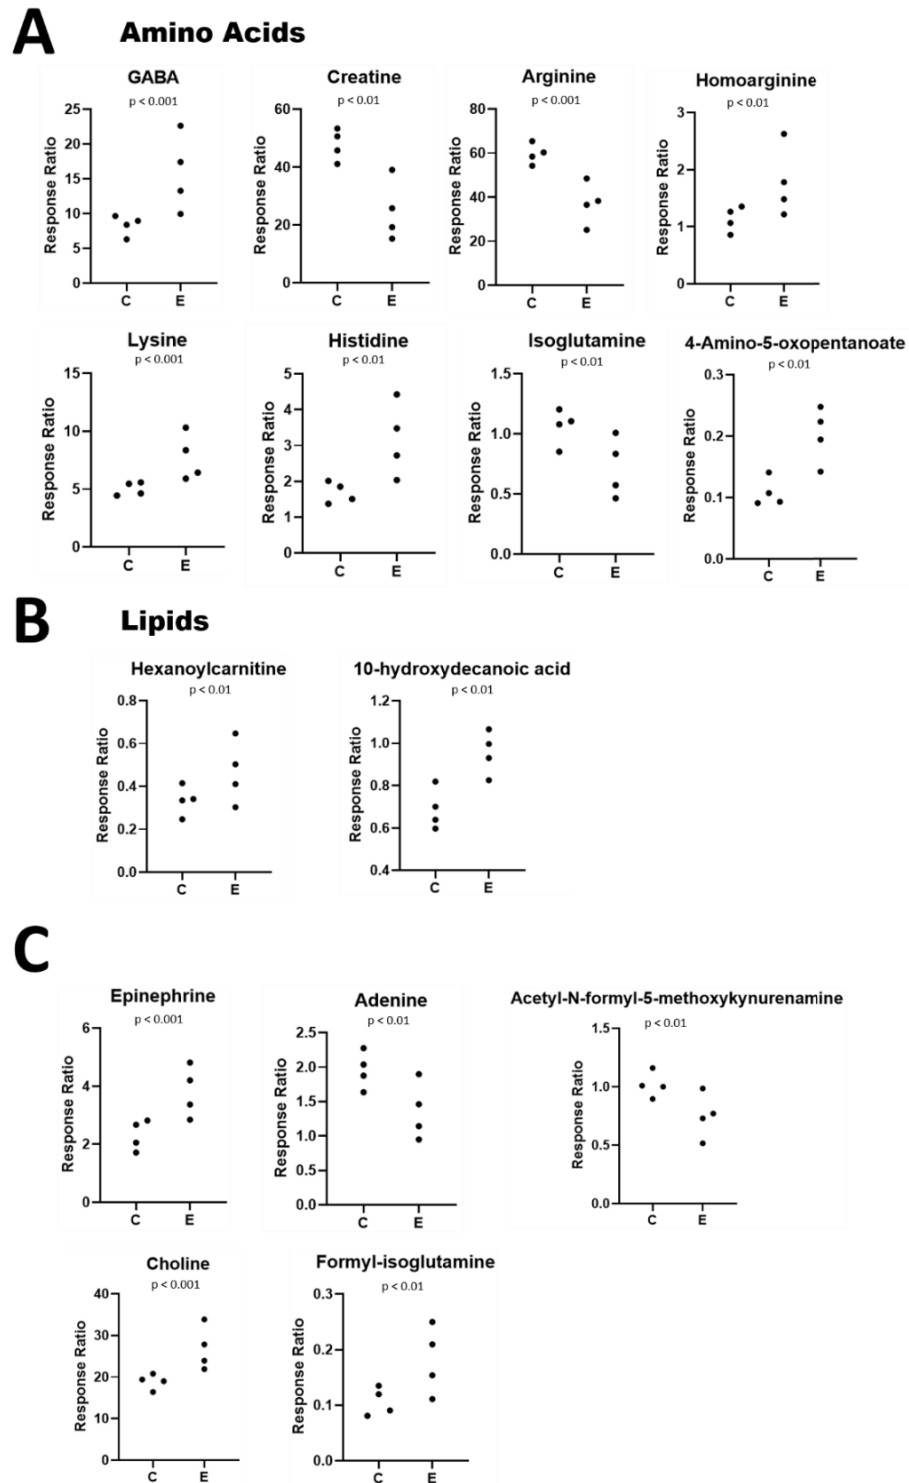 A Amino Acids
GABA
p < 0.001
Response Ratio
25
20
15
10
5
0
C E
Creatine
p < 0.01
Response Ratio
60
40
20
0
C E
Arginine
p < 0.001
Response Ratio
80
60
40
20
0
C E
Homoarginine
p < 0.01
Response Ratio
3
2
1
0
C E
Lysine
p < 0.001
Response Ratio
15
10
5
0
C E
Histidine
p < 0.01
Response Ratio
5
4
3
2
1
0
C E
Isoglutamine
p < 0.01
Response Ratio
1.5
1.0
0.5
0.0
C E
4-Amino-5-oxopentanoate
p < 0.01
Response Ratio
0.3
0.2
0.1
0.0
C E
B Lipids
Hexanoylcarnitine
p < 0.01
Response Ratio
0.8
0.6
0.4
0.2
0.0
C E
10-hydroxydecanoic acid
p < 0.01
Response Ratio
1.2
1.0
0.8
0.6
0.4
C E
C
Epinephrine
p < 0.001
Response Ratio
6
4
2
0
C E
Adenine
p < 0.01
Response Ratio
2.5
2.0
1.5
1.0
0.5
0.0
C E
Acetyl-N-formyl-5-methoxykynurenamine
p < 0.01
Response Ratio
1.5
1.0
0.5
0.0
C E
Choline
p < 0.001
Response Ratio
40
30
20
10
0
C E
Formyl-isoglutamine
p < 0.01
Response Ratio
0.3
0.2
0.1
0.0
C E